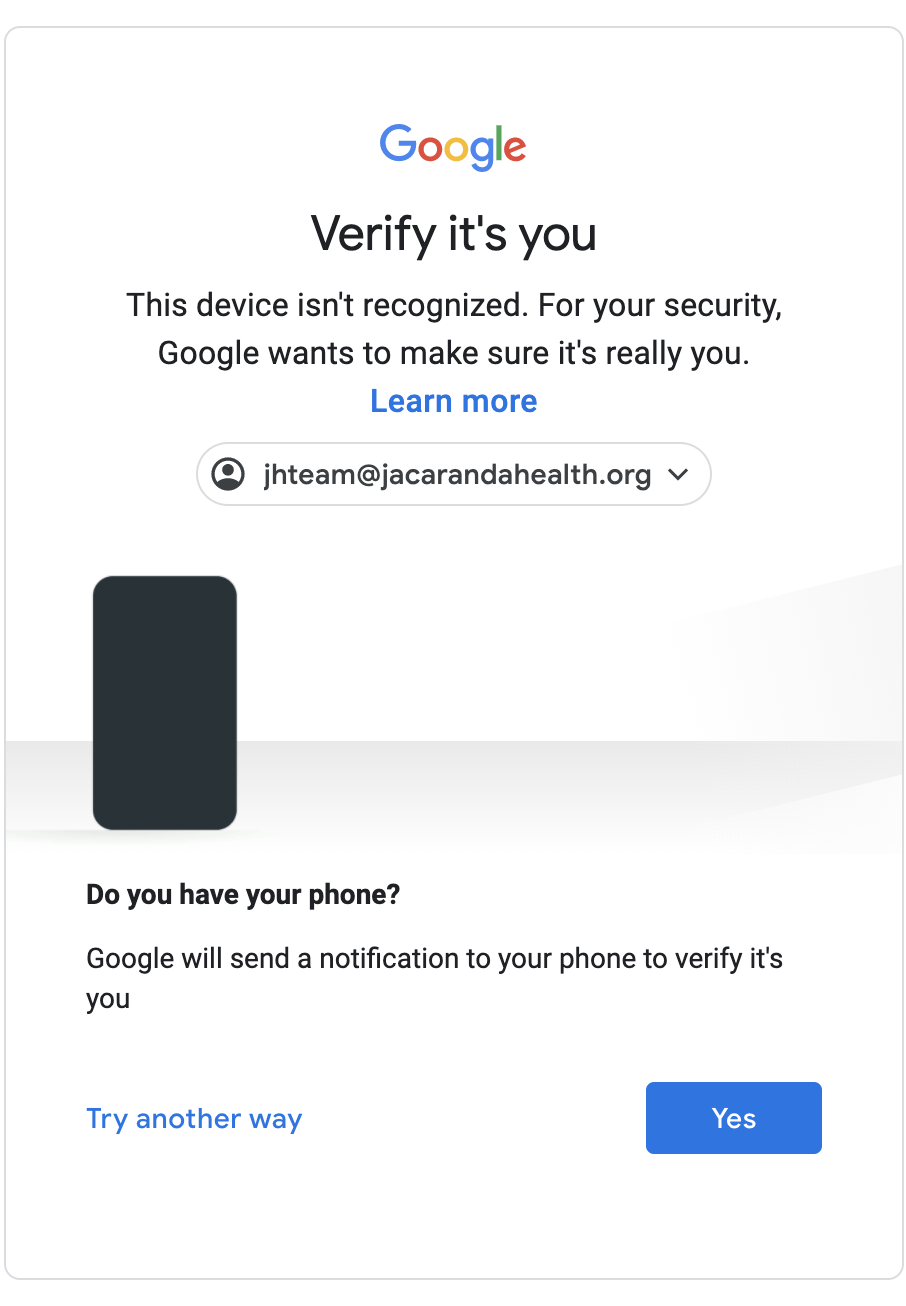 Google
Verify it's you
This device isn't recognized. For your security,
Google wants to make sure it's really you.
Learn more
jhteam@jacarandahealth.org
Do you have your phone?
Google will send a notification to your phone to verify it's
you
Try another way
Yes